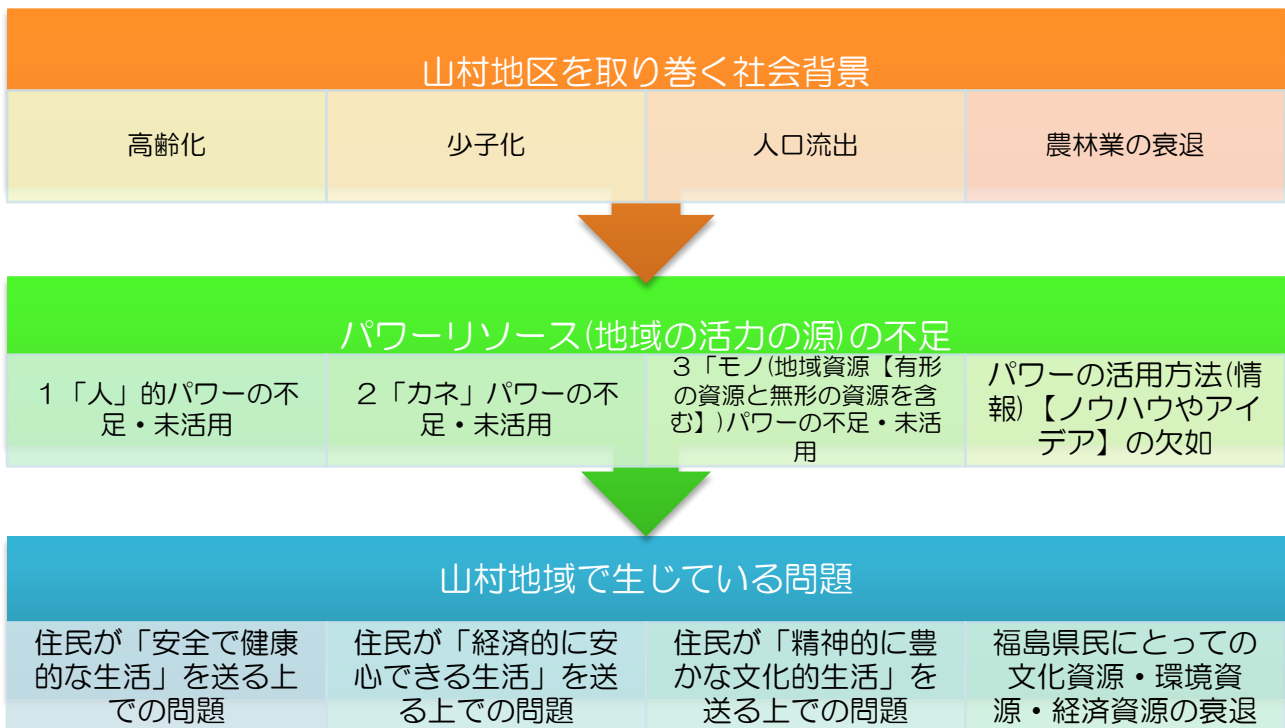 山村地区を取り巻く社会背景
高齢化
少子化
人口流出
農林業の衰退
パワーリソース(地域の活力の源)の不足
1「人」的パワーの不
足・未活用
2「カネ」パワーの不
足・未活用
3「モノ(地域資源【有形
の資源と無形の資源を含
む】)パワーの不足・未活
用
パワーの活用方法(情
報)【ノウハウやアイ
デア】の欠如
山村地域で生じている問題
住民が「安全で健康
的な生活」を送る上
での問題
住民が「経済的に安
心できる生活」を送
る上での問題
住民が「精神的に豊
かな文化的生活」を
送る上での問題
福島県民にとっての
文化資源・環境資
源・経済資源の衰退